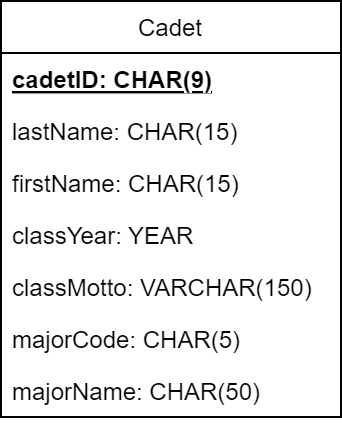 Cadet
cadetID: CHAR(9)
lastName: CHAR(15)
firstName: CHAR(15)
classYear: YEAR
classMotto: VARCHAR(150)
majorCode: CHAR(5)
majorName: CHAR(50)